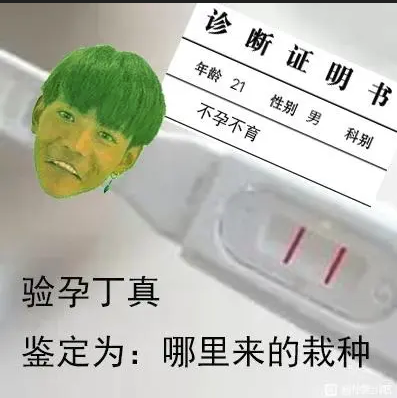 诊断证明书
年龄 21 性别 男 科别
不孕不育
验孕丁真
鉴定为：哪里来的栽种